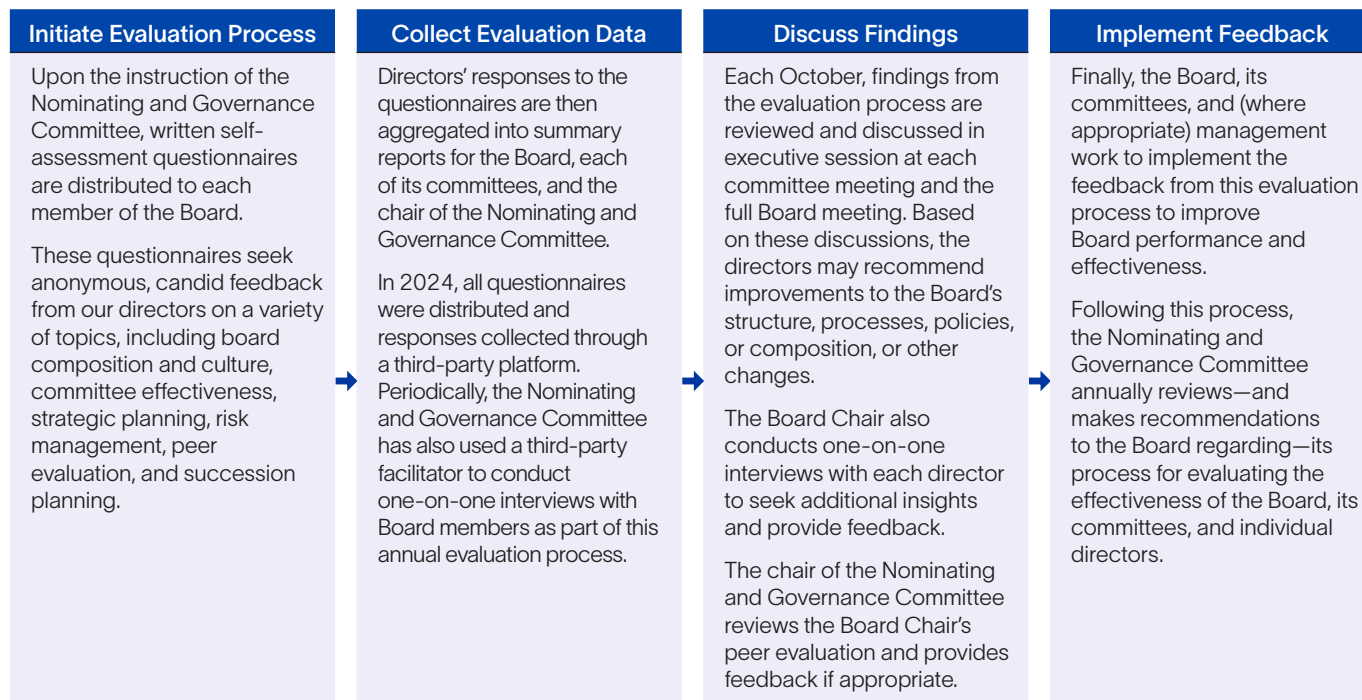 Initiate Evaluation Process
Upon the instruction of the
Nominating and Governance
Committee, written self-
assessment questionnaires
are distributed to each
member of the Board.
These questionnaires seek
anonymous, candid feedback
from our directors on a variety
of topics, including board
composition and culture,
committee effectiveness,
strategic planning, risk
management, peer
evaluation, and succession
planning.
Collect Evaluation Data
Directors’ responses to the
questionnaires are then
aggregated into summary
reports for the Board, each
of its committees, and the
chair of the Nominating and
Governance Committee.
In 2024, all questionnaires
were distributed and
responses collected through
a third-party platform.
Periodically, the Nominating
and Governance Committee
has also used a third-party
facilitator to conduct
one-on-one interviews with
Board members as part of this
annual evaluation process.
Discuss Findings
Each October, findings from
the evaluation process are
reviewed and discussed in
executive session at each
committee meeting and the
full Board meeting. Based
on these discussions, the
directors may recommend
improvements to the Board’s
structure, processes, policies,
or composition, or other
changes.
The Board Chair also
conducts one-on-one
interviews with each director
to seek additional insights
and provide feedback.
The chair of the Nominating
and Governance Committee
reviews the Board Chair’s
peer evaluation and provides
feedback if appropriate.
Implement Feedback
Finally, the Board, its
committees, and (where
appropriate) management
work to implement the
feedback from this evaluation
process to improve
Board performance and
effectiveness.
Following this process,
the Nominating and
Governance Committee
annually reviews—and
makes recommendations
to the Board regarding—its
process for evaluating the
effectiveness of the Board, its
committees, and individual
directors.